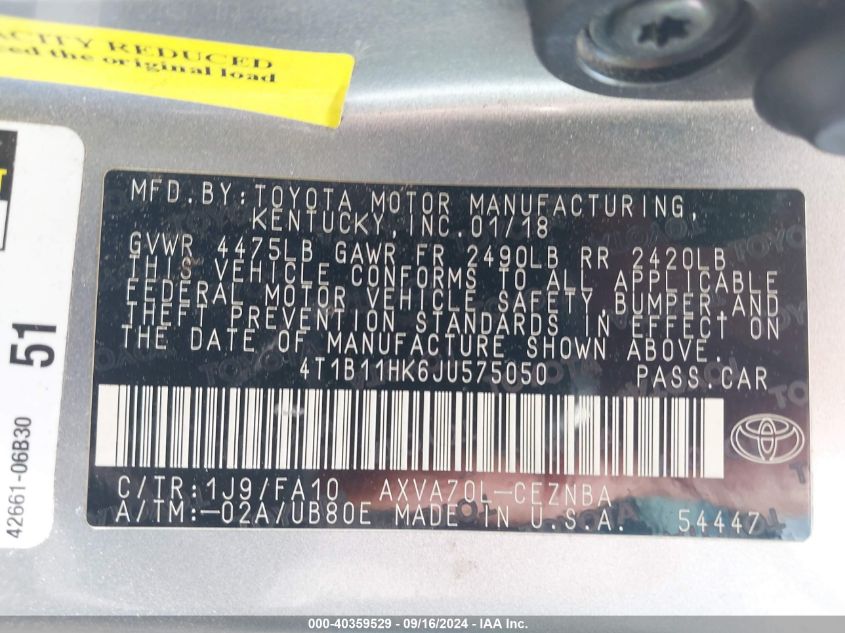 ACITY REDUCED
ced the original load
T
51
42661-06B30
MFD.BY:TOYOTA MOTOR MANUFACTURING,
KENTUCKY,INC.01/18
GVWR 4475LB GAWR FR 2490LB RR 2420LB
THIS VEHICLE CONFORMS TO ALL APPLICABLE
FEDERAL MOTOR VEHICLE SAFETY,BUMPER,AND
THEFT PREVENTION STANDARDS IN EFFECT ON
THE DATE OF MANUFACTURE SHOWN ABOVE.
4T1B11HK6JU575050 PASS.CAR
C/TR:1J9/FA10 AXVA70L-CEZNBA
A/TM:-02A/UB80E MADE IN U.S.A. 54447
000-40359529 - 09/16/2024 - IAA Inc.